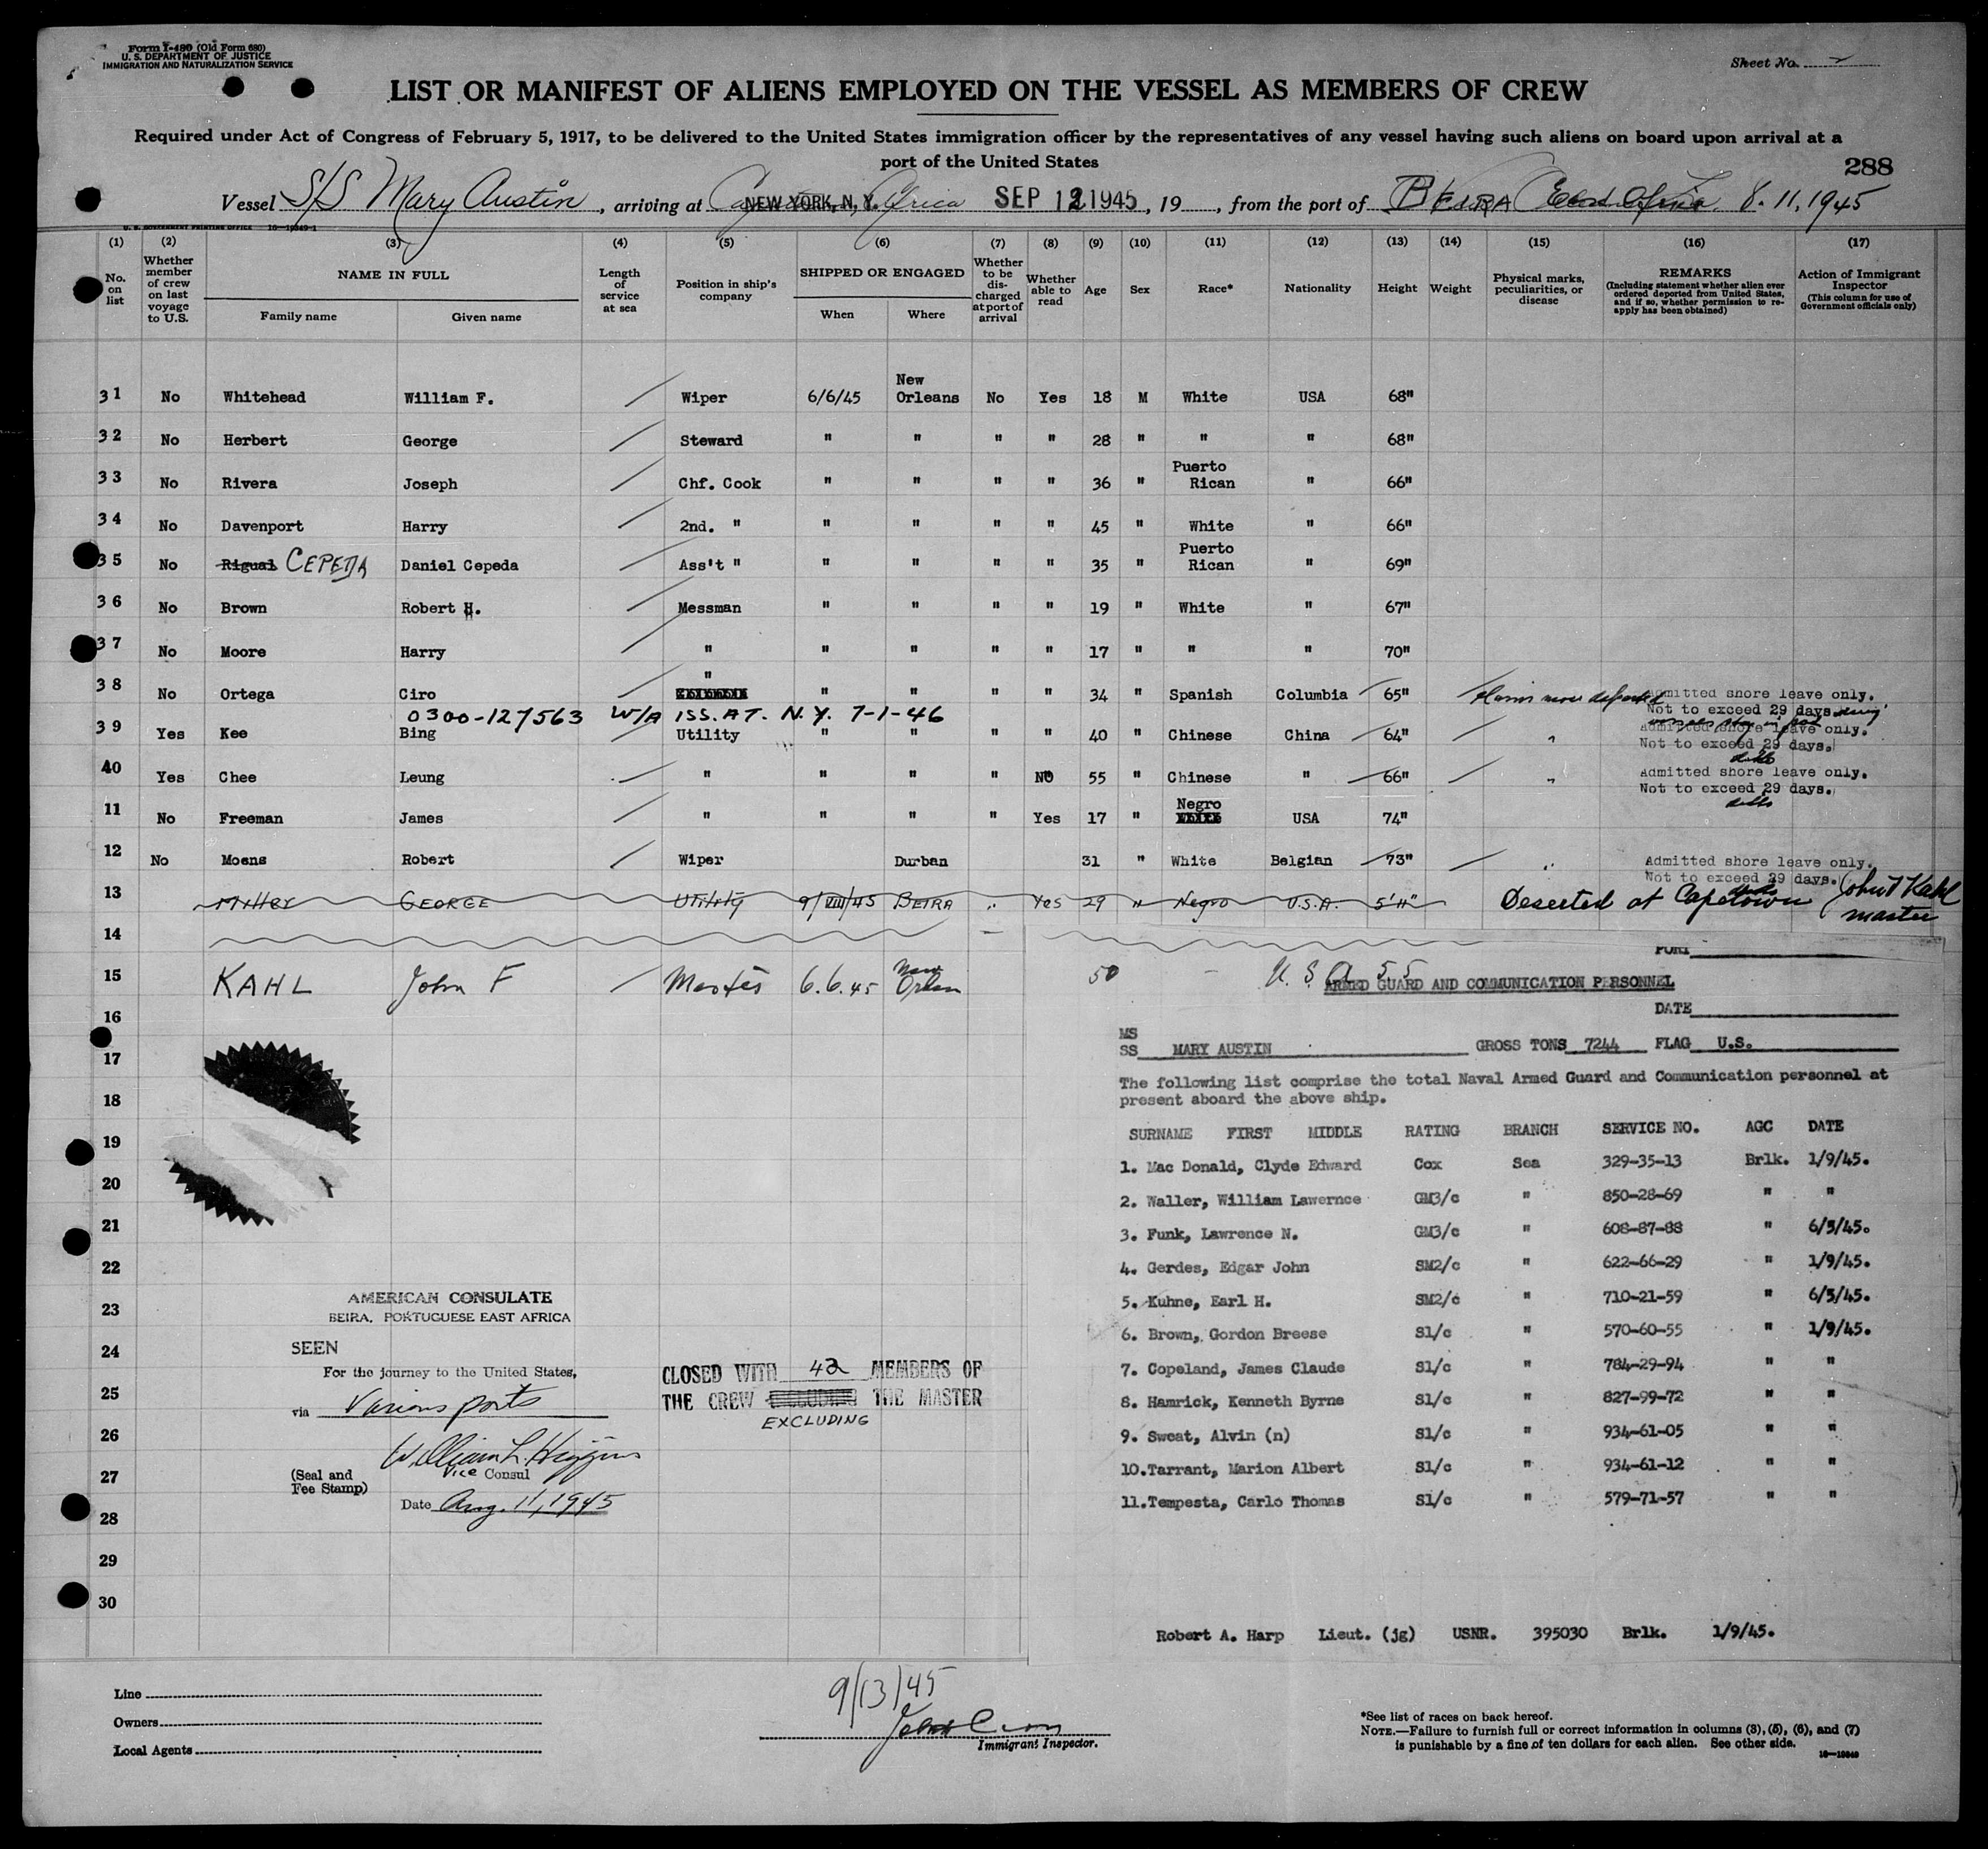 Form I-480 (Old Form 680)
U. S. DEPARTMENT OF JUSTICE
IMMIGRATION AND NATURALIZATION SERVICE
Sheet No. 2
LIST OR MANIFEST OF ALIENS EMPLOYED ON THE VESSEL AS MEMBERS OF CREW
Required under Act of Congress of February 5, 1917, to be delivered to the United States immigration officer by the representatives of any vessel having such aliens on board upon arrival at a
port of the United States
288
Vessel S/S Mary Austin, arriving at NEW YORK, N. Y. Africa SEP 12 1945, 19, from the port of BEIRA East Africa 8. 11, 1945
U. S. GOVERNMENT PRINTING OFFICE 16-19349-1
(1) (2) (3) (4) (5) (6) (7) (8) (9) (10) (11) (12) (13) (14) (15) (16) (17)
No. on list
Whether member of crew on last voyage to U.S.
NAME IN FULL
Family name Given name
Length of service at sea
Position in ship's company
SHIPPED OR ENGAGED
When Where
Whether to be discharged at port of arrival
Whether able to read
Age
Sex
Race*
Nationality
Height
Weight
Physical marks, peculiarities, or disease
REMARKS
(Including statement whether alien ever ordered deported from United States, and if so, whether permission to re-apply has been obtained)
Action of Immigrant Inspector
(This column for use of Government officials only)
31 No Whitehead William F. Wiper 6/6/45 New Orleans No Yes 18 M White USA 68"
32 No Herbert George Steward " " " " 28 " " " 68"
33 No Rivera Joseph Chf. Cook " " " " 36 " Puerto Rican " 66"
34 No Davenport Harry 2nd. " " " " " 45 " White " 66"
35 No Rigual CEPEDA Daniel Cepeda Ass't " " " " " 35 " Puerto Rican " 69"
36 No Brown Robert H. Messman " " " " 19 " White " 67"
37 No Moore Harry " " " " " 17 " " " 70"
38 No Ortega Ciro " " " " " 34 " Spanish Columbia 65" Admitted shore leave only.
Not to exceed 29 days.
0300-127563 W/A ISS. AT. N.Y. 7-1-46
39 Yes Kee Bing Utility " " " " 40 " Chinese China 64" " Admitted shore leave only.
Not to exceed 29 days.
40 Yes Chee Leung " " " " No 55 " Chinese " 66" " Admitted shore leave only.
Not to exceed 29 days.
11 No Freeman James " " " " Yes 17 " Negro USA 74"
12 No Moens Robert Wiper Durban 31 " White Belgian 73" " Admitted shore leave only.
Not to exceed 29 days.
13 Miller GEORGE Utility 9/VIII/45 BEIRA " Yes 29 " Negro U.S.A. 5'11" Deserted at Capetown John F Kahl
master
14
15 KAHL John F Master 6.6.45 New Orlean 50 U S A 55
16
17
18
19
20
21
22
23
24
25
26
27
28
29
30
PORT
ARMED GUARD AND COMMUNICATION PERSONNEL
DATE
MS
SS MARY AUSTIN GROSS TONS 7244 FLAG U.S.
The following list comprise the total Naval Armed Guard and Communication personnel at
present aboard the above ship.
SURNAME FIRST MIDDLE RATING BRANCH SERVICE NO. AGC DATE
1. Mac Donald, Clyde Edward Cox Sea 329-35-13 Brlk. 1/9/45.
2. Waller, William Lawernce GM3/c " 850-28-69 " "
3. Funk, Lawrence N. GM3/c " 608-87-88 " 6/5/45.
4. Gerdes, Edgar John SM2/c " 622-66-29 " 1/9/45.
5. Kuhne, Earl H. SM2/c " 710-21-59 " 6/5/45.
6. Brown, Gordon Breese S1/c " 570-60-55 " 1/9/45.
7. Copeland, James Claude S1/c " 784-29-94 " "
8. Hamrick, Kenneth Byrne S1/c " 827-99-72 " "
9. Sweat, Alvin (n) S1/c " 934-61-05 " "
10. Tarrant, Marion Albert S1/c " 934-61-12 " "
11. Tempesta, Carlo Thomas S1/c " 579-71-57 " "
Robert A. Harp Lieut. (jg) USNR. 395030 Brlk. 1/9/45.
AMERICAN CONSULATE
BEIRA, PORTUGUESE EAST AFRICA
SEEN
For the journey to the United States,
via Various ports
William L. Higgins
Vice Consul
(Seal and
Fee Stamp)
Date Aug. 11, 1945
CLOSED WITH 42 MEMBERS OF
THE CREW INCLUDING THE MASTER
EXCLUDING
Line
Owners
Local Agents
9/13/45
Immigrant Inspector.
*See list of races on back hereof.
NOTE.—Failure to furnish full or correct information in columns (3), (5), (6), and (7)
is punishable by a fine of ten dollars for each alien. See other side.
16-19349